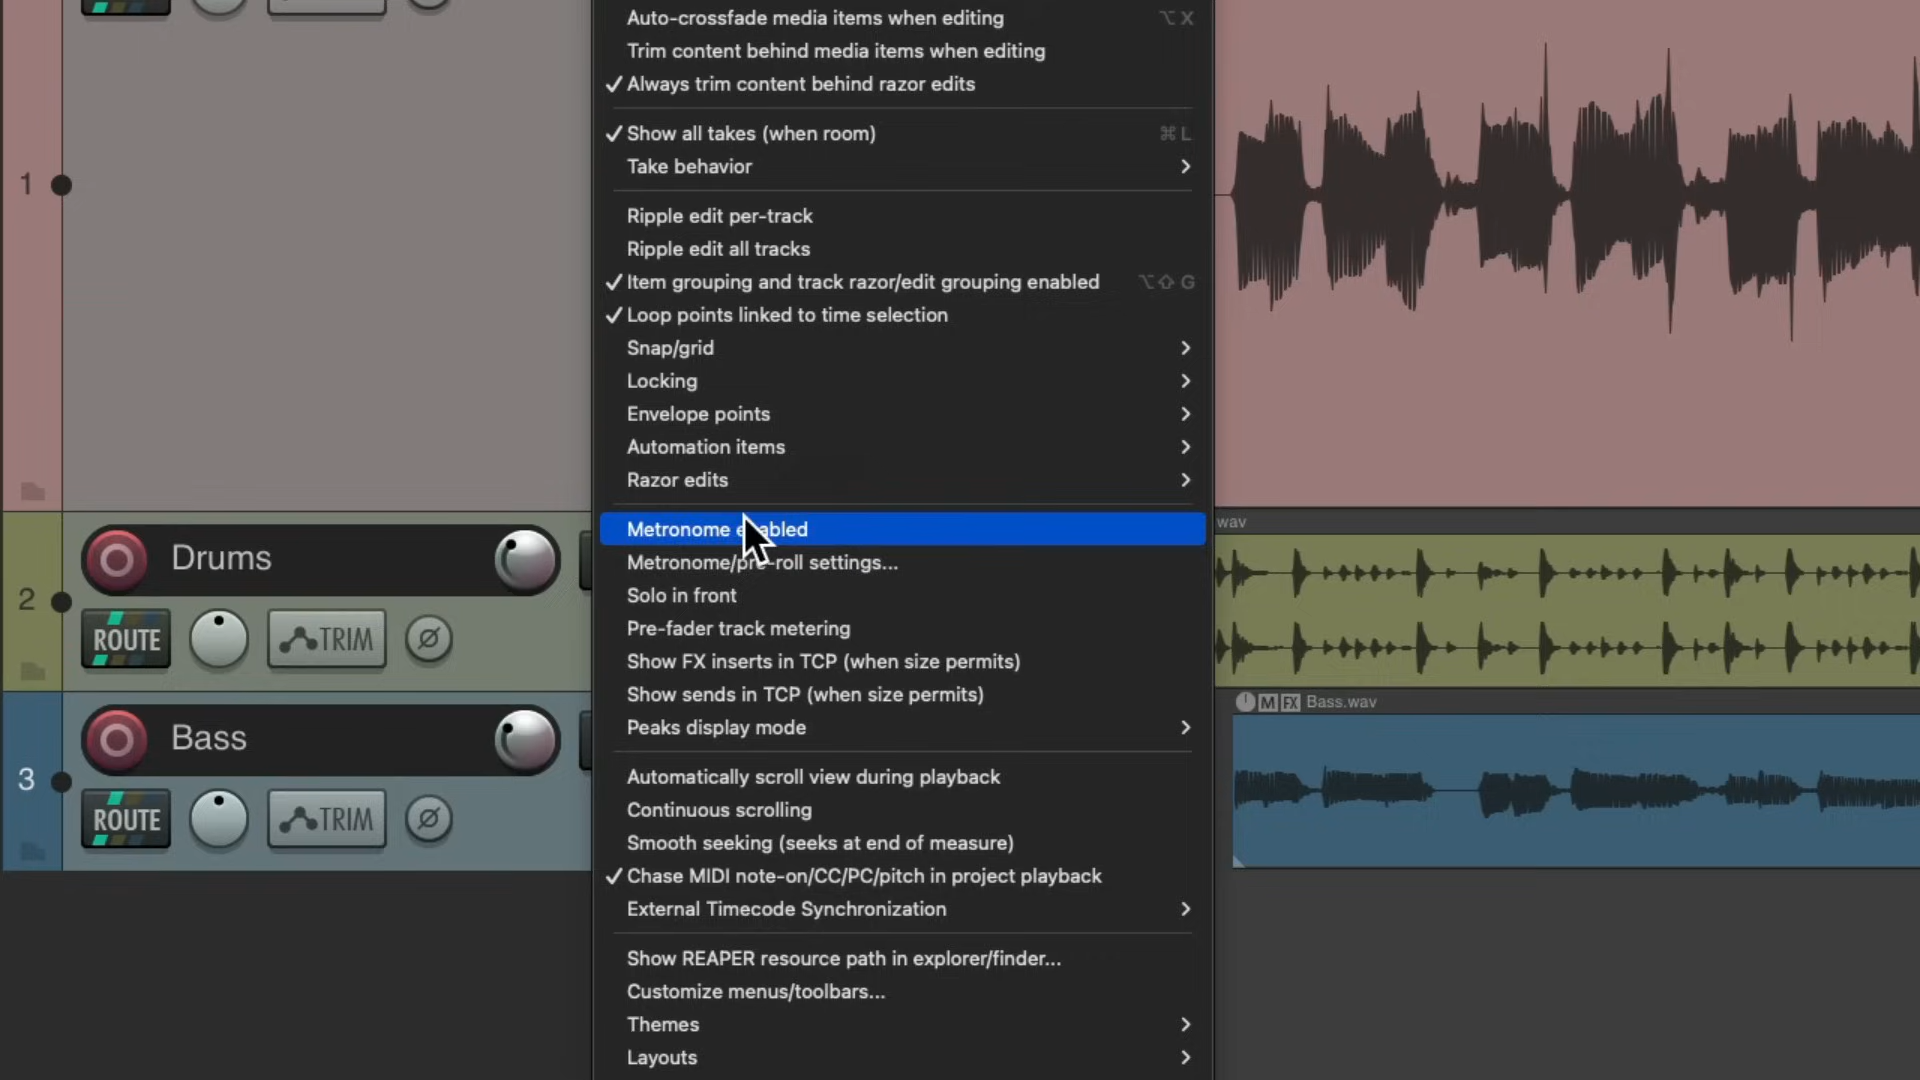 Auto-crossfade media items when editing ⌥ X
Trim content behind media items when editing
✓ Always trim content behind razor edits
✓ Show all takes (when room) ⌘ L
Take behavior
1
Ripple edit per-track
Ripple edit all tracks
✓ Item grouping and track razor/edit grouping enabled ⌥⇧ G
✓ Loop points linked to time selection
Snap/grid
Locking
Envelope points
Automation items
Razor edits
wav
Metronome enabled
Metronome/pre-roll settings...
Solo in front
Pre-fader track metering
Show FX inserts in TCP (when size permits)
Show sends in TCP (when size permits)
Peaks display mode
Automatically scroll view during playback
Continuous scrolling
Smooth seeking (seeks at end of measure)
✓ Chase MIDI note-on/CC/PC/pitch in project playback
External Timecode Synchronization
Show REAPER resource path in explorer/finder...
Customize menus/toolbars...
Themes
Layouts
2
Drums
ROUTE
TRIM
3
Bass
ROUTE
TRIM
M FX Bass.wav